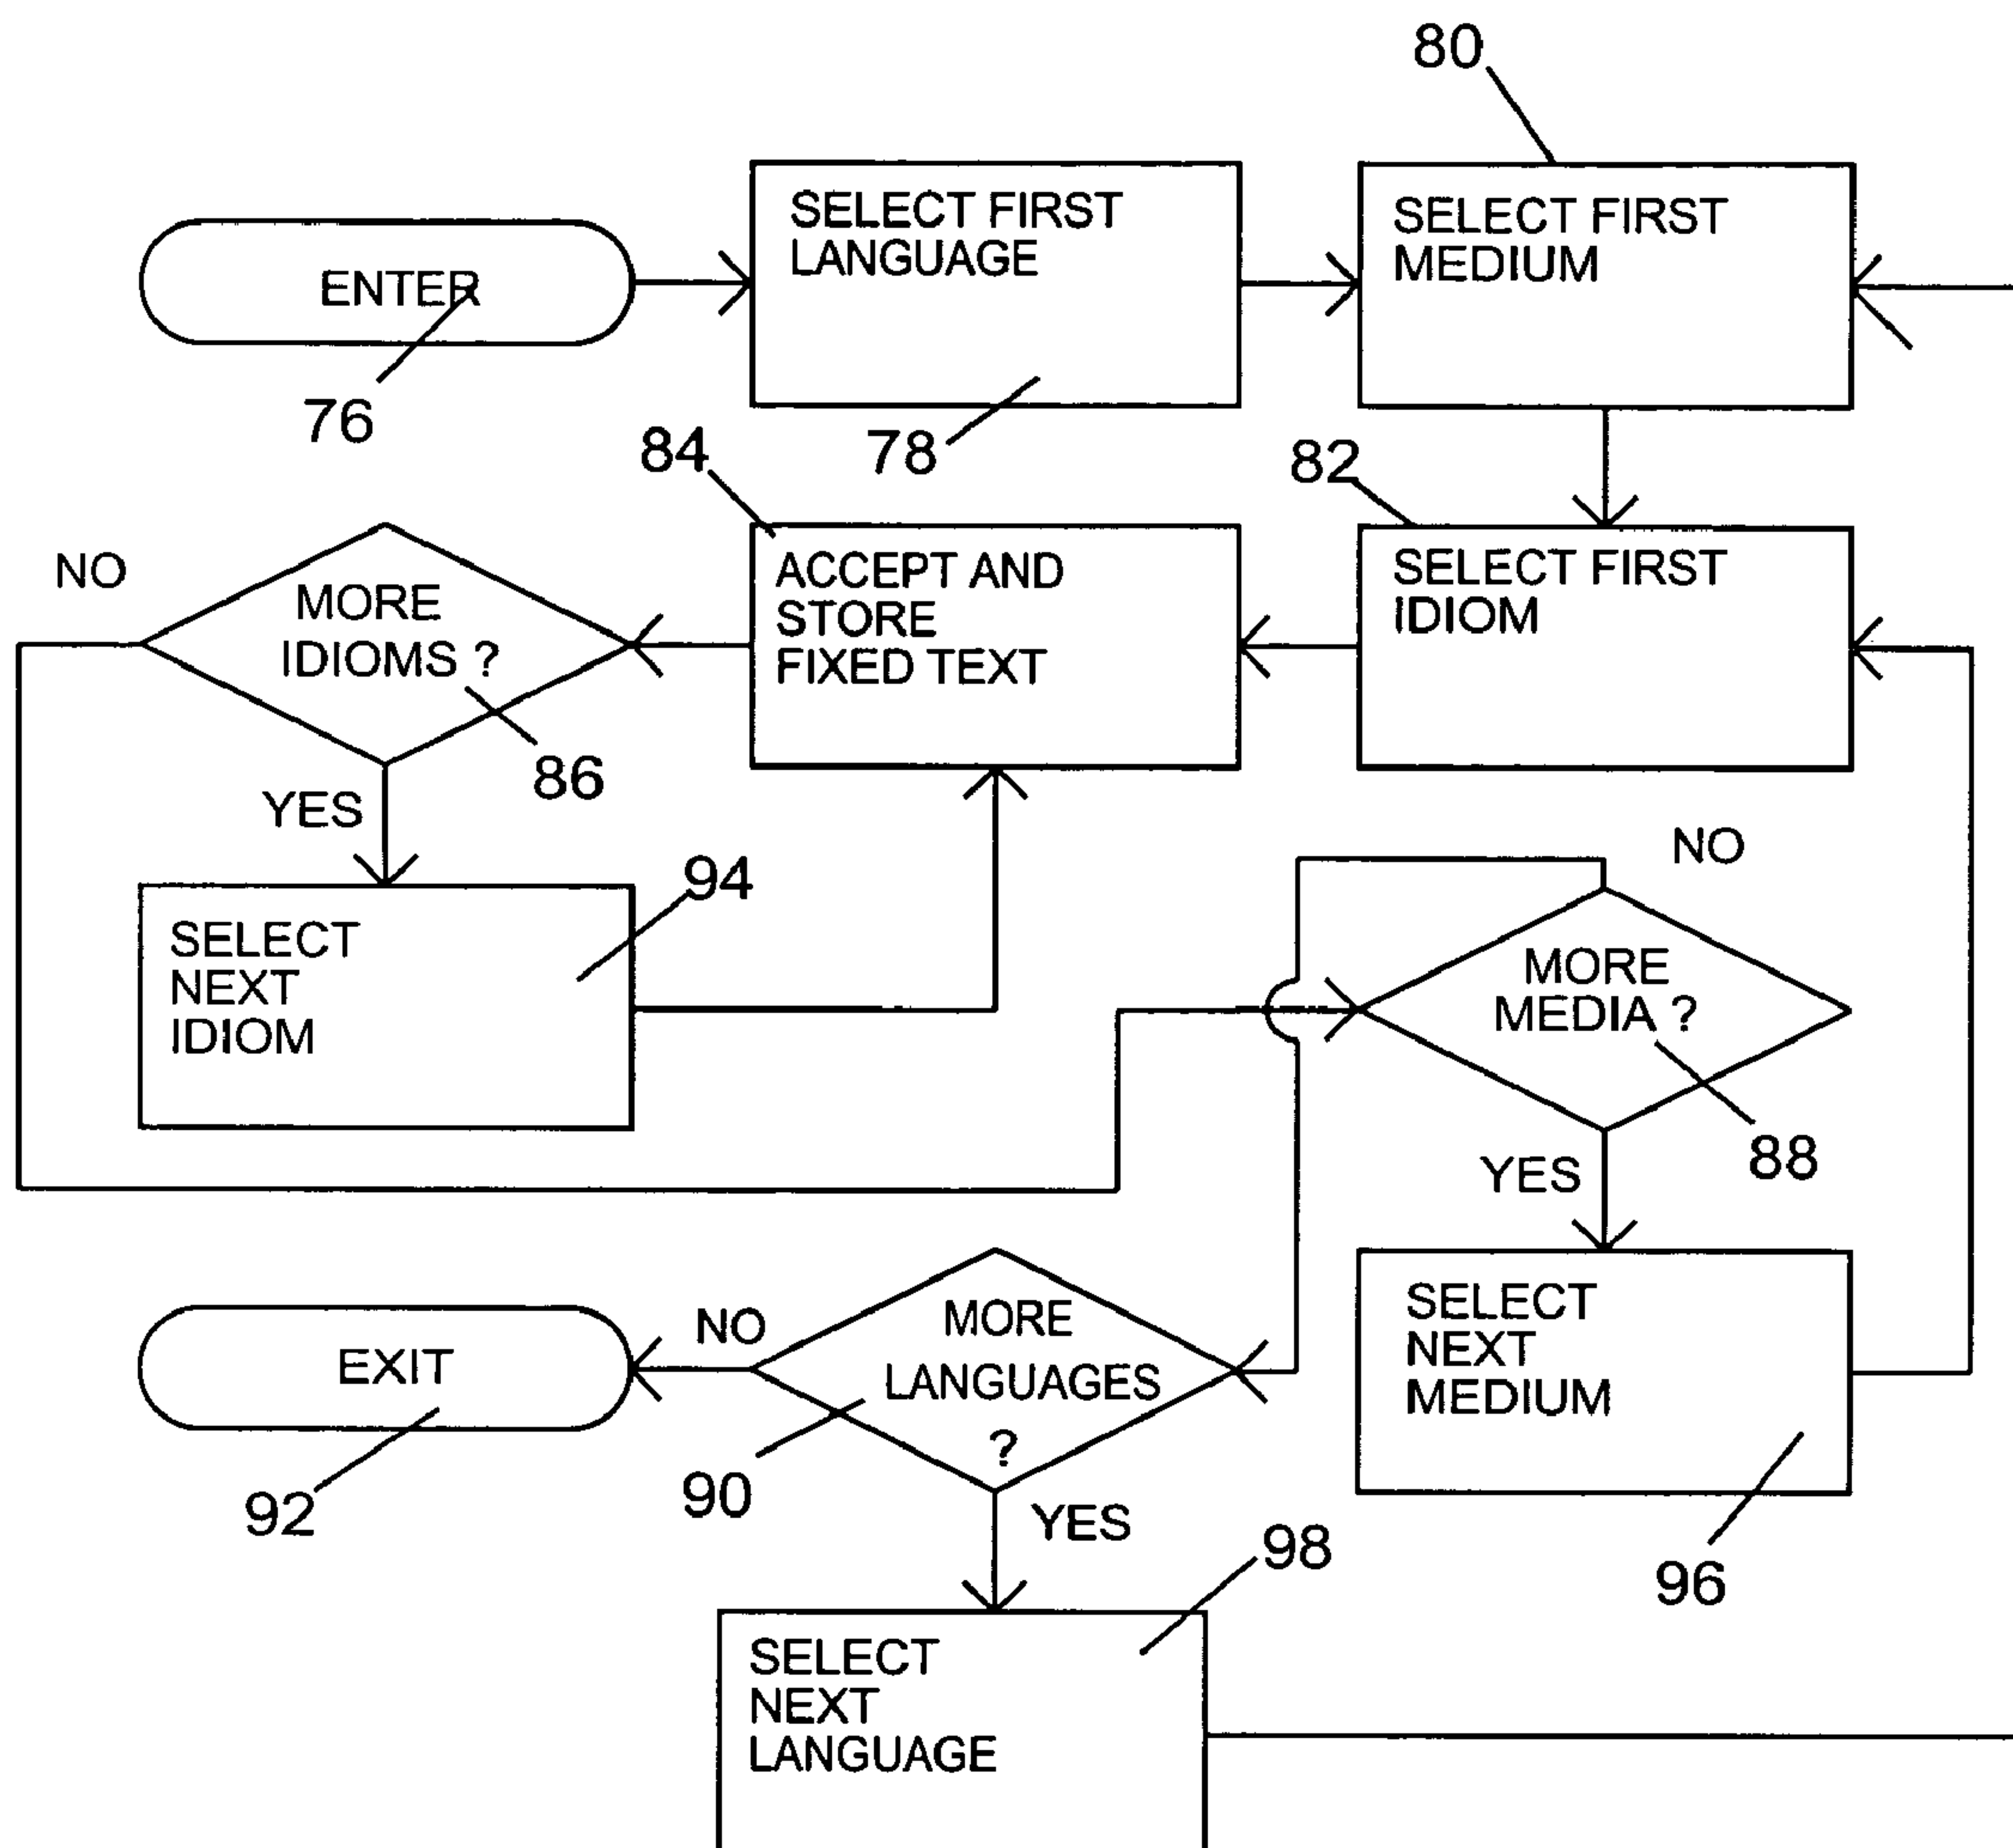 80
SELECT FIRST
LANGUAGE
SELECT FIRST
MEDIUM
ENTER
76
78
84
82
NO
MORE
IDIOMS ?
ACCEPT AND
STORE
FIXED TEXT
SELECT FIRST
IDIOM
86
YES
NO
94
SELECT
NEXT
IDIOM
MORE
MEDIA ?
88
YES
MORE
LANGUAGES
?
NO
EXIT
SELECT
NEXT
MEDIUM
92
90
YES
98
96
SELECT
NEXT
LANGUAGE